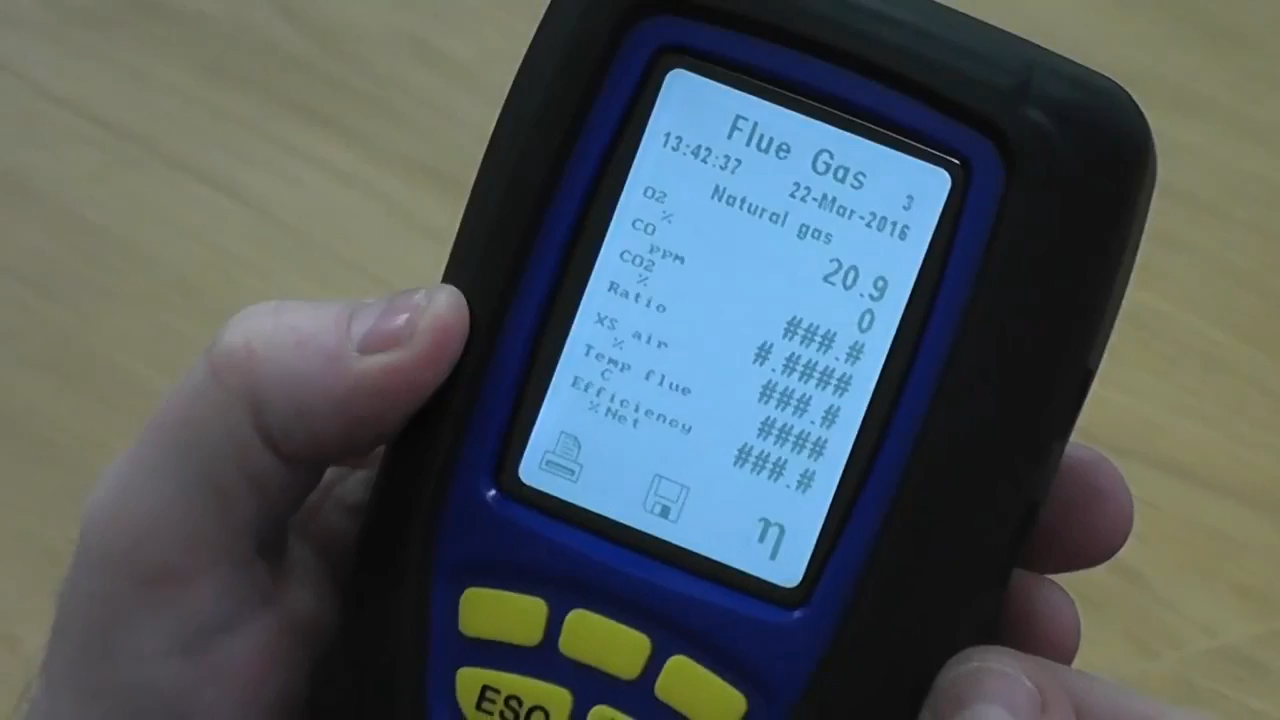 Flue Gas 3
13:42:37 22-Mar-2016
Natural gas
O2 % 20.9
CO ppm 0
CO2 % ###.#
Ratio #.####
XS air % ###.#
Temp flue C ####
Efficiency %Net ###.#
η
ESC